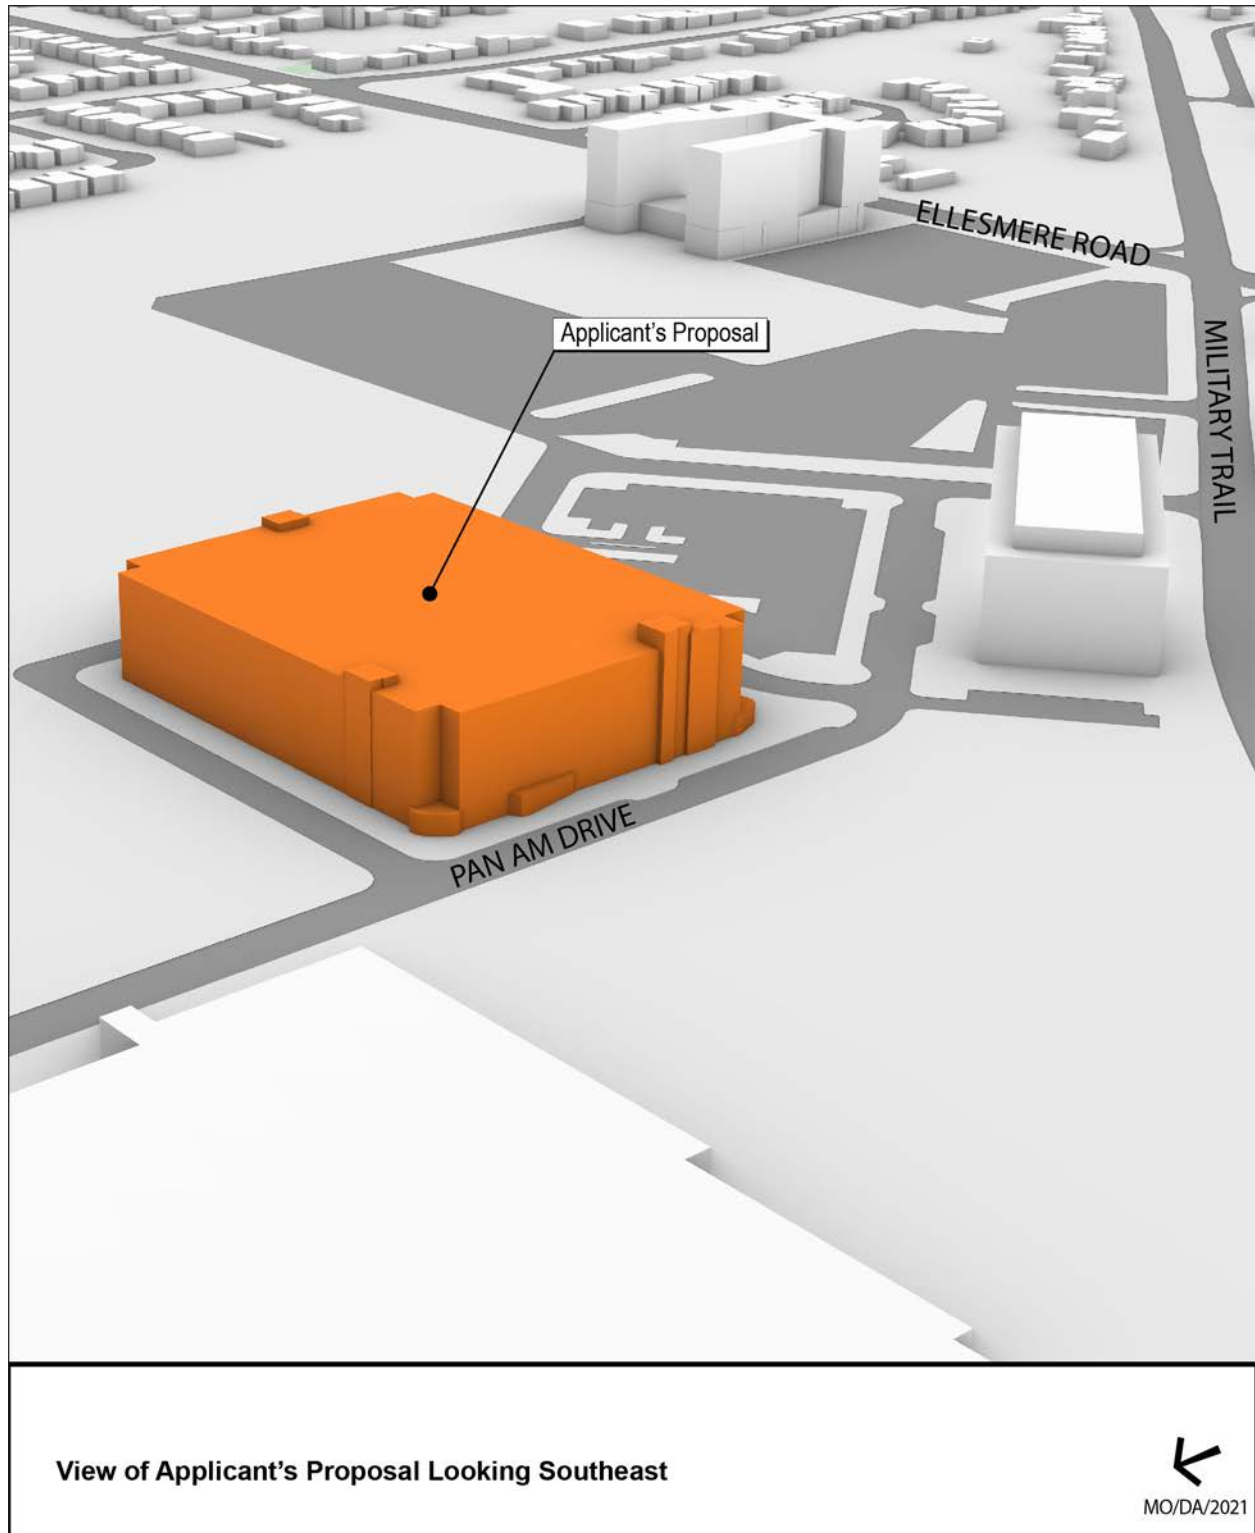 ELLESMERE ROAD
Applicant’s Proposal
MILITARY TRAIL
PAN AM DRIVE
View of Applicant’s Proposal Looking Southeast
MO/DA/2021